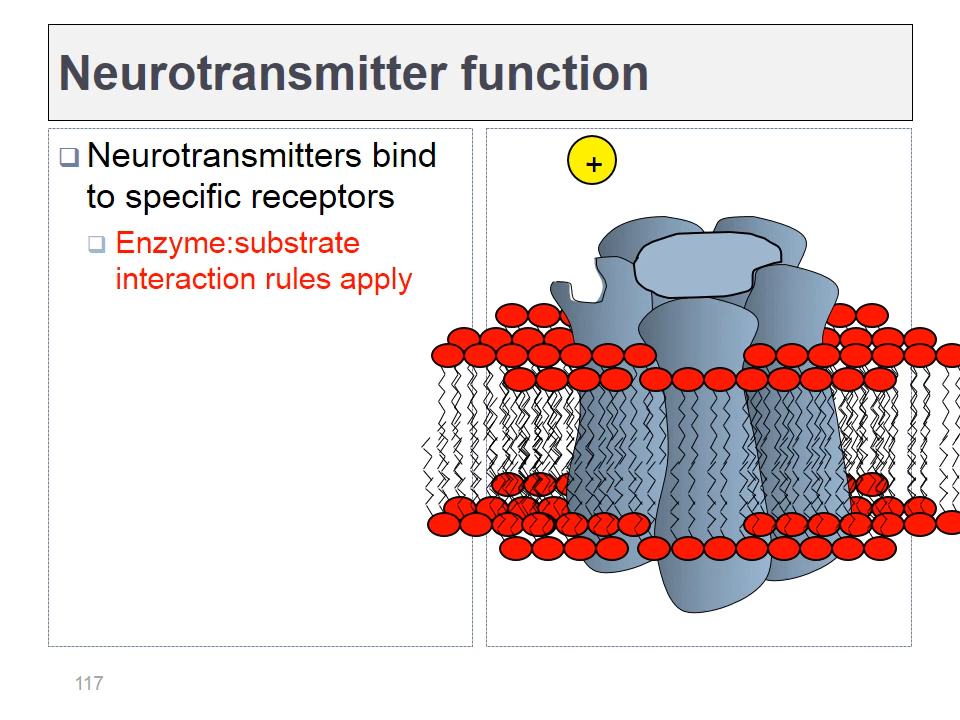 Neurotransmitter function
Neurotransmitters bind
to specific receptors
Enzyme:substrate
interaction rules apply
+
117